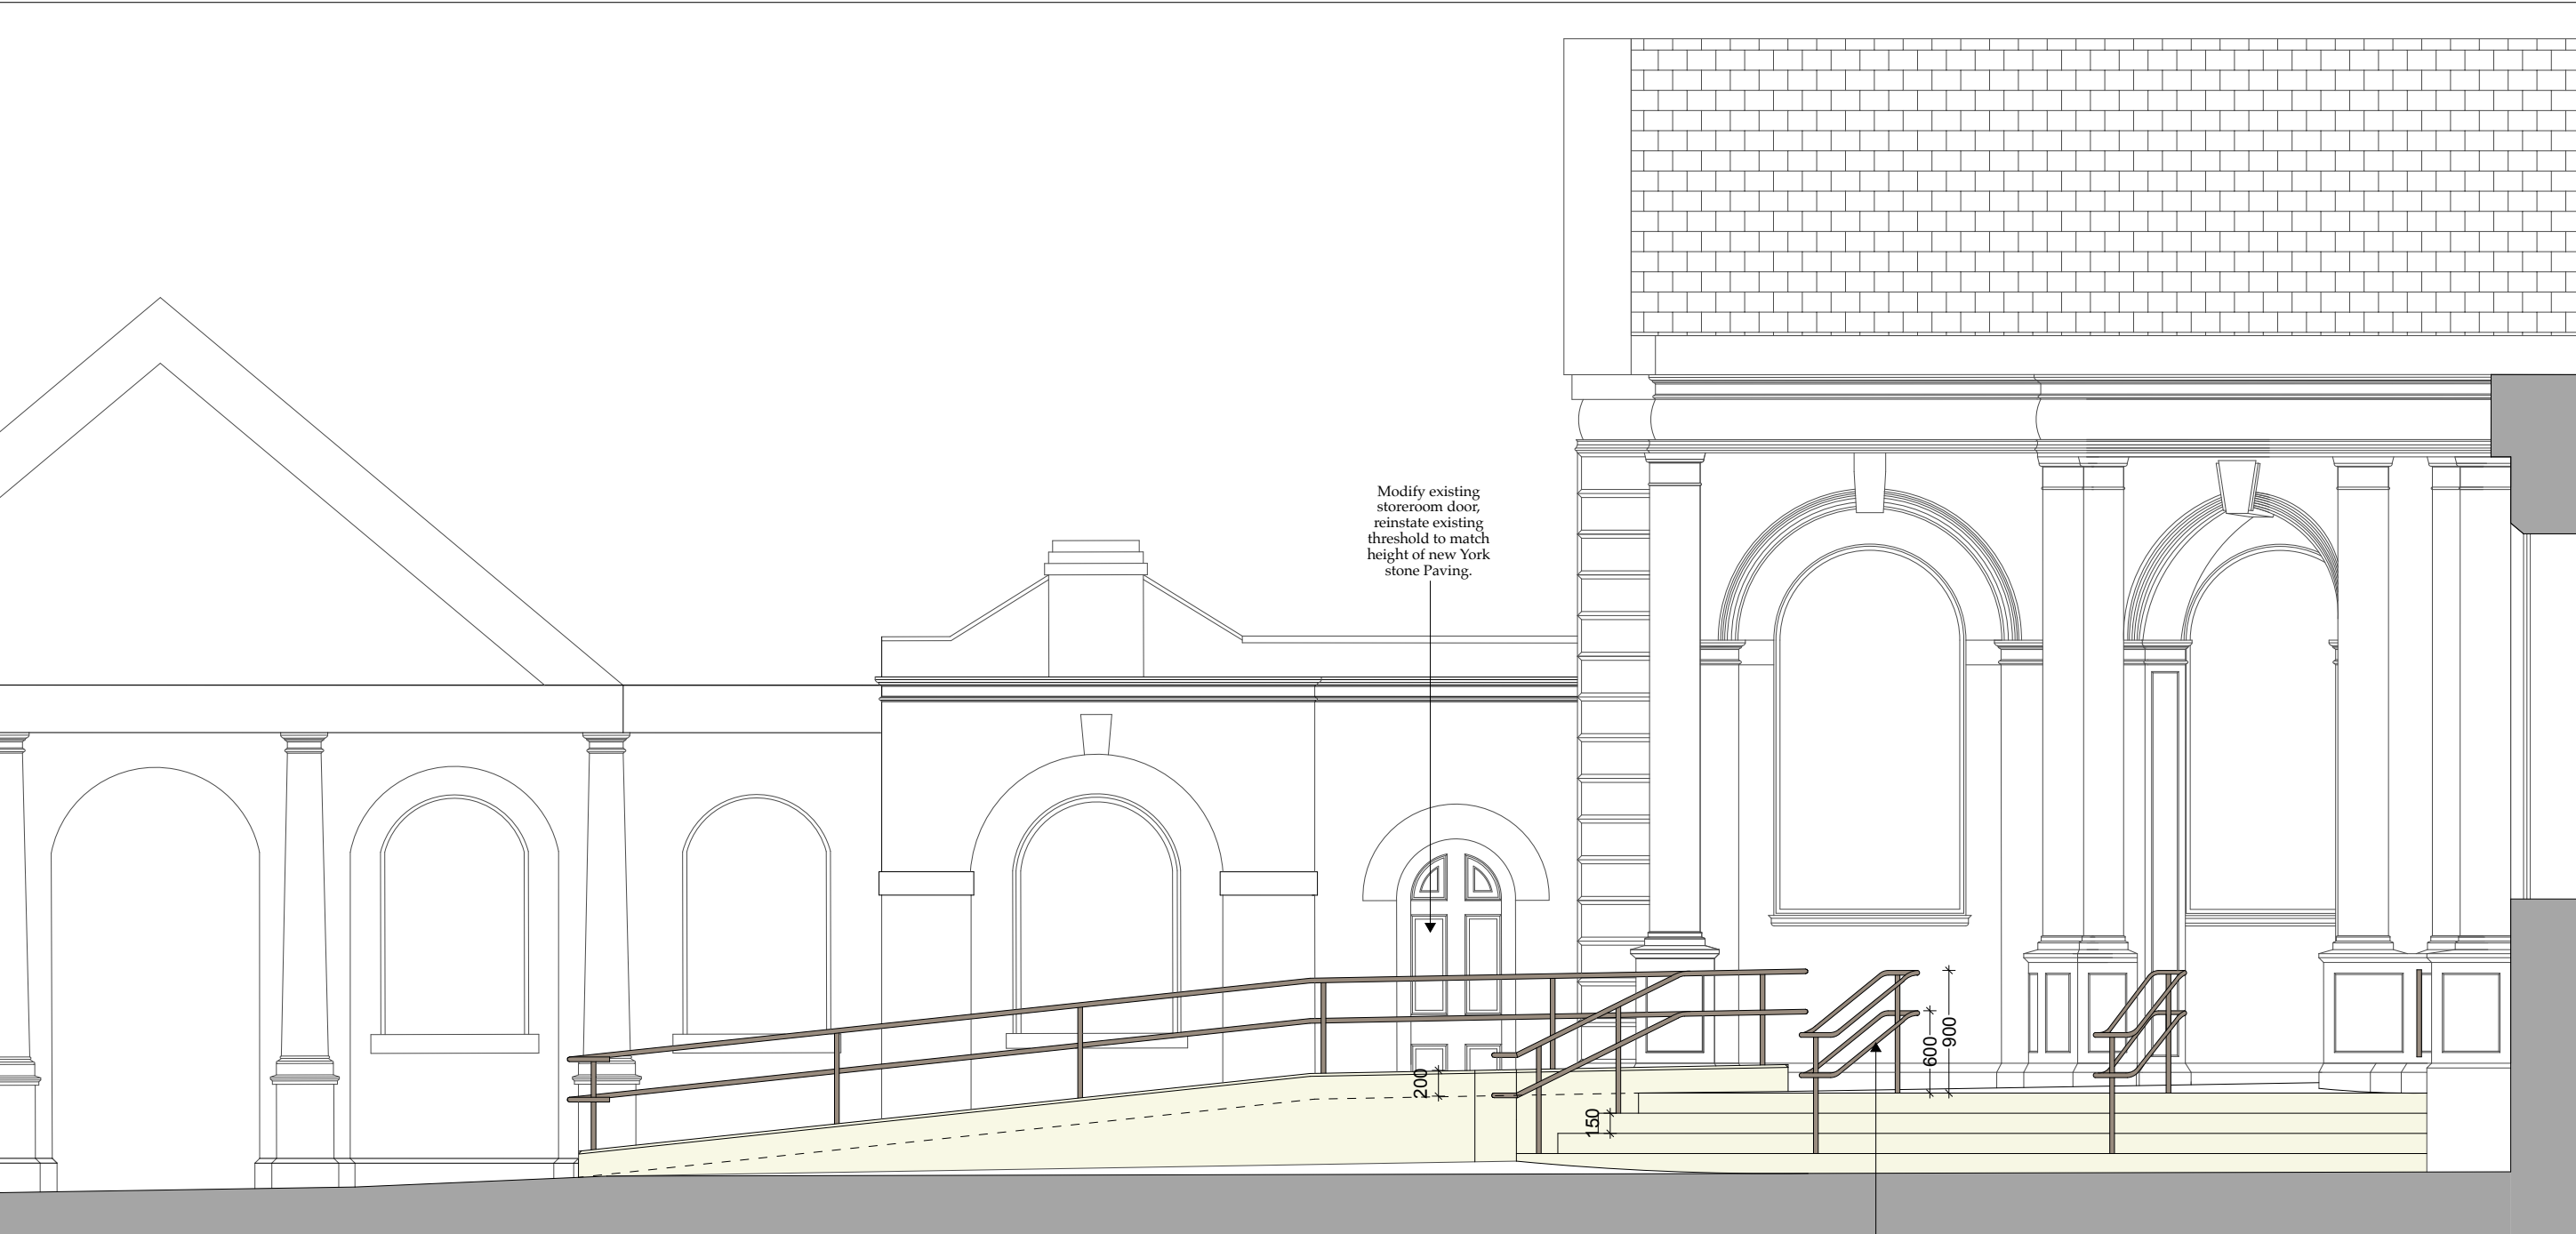 Modify existing
storeroom door,
reinstate existing
threshold to match
height of new York
stone Paving.
200
150
600
900